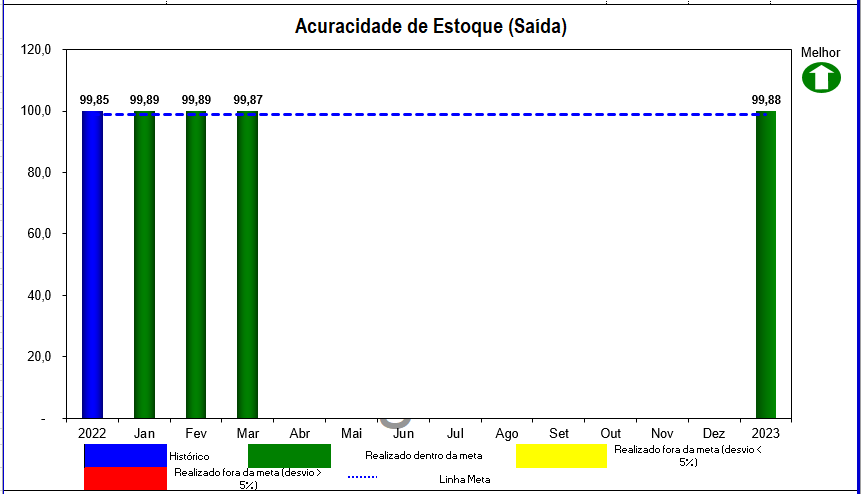 Acuracidade de Estoque (Saída)
Melhor
120,0
99,85 99,89 99,89 99,87 99,88
100,0
80,0
60,0
40,0
20,0
-
2022 Jan Fev Mar Abr Mai Jun Jul Ago Set Out Nov Dez 2023
Histórico
Realizado dentro da meta
Realizado fora da meta (desvio <
5%)
Realizado fora da meta (desvio >
5%)
Linha Meta